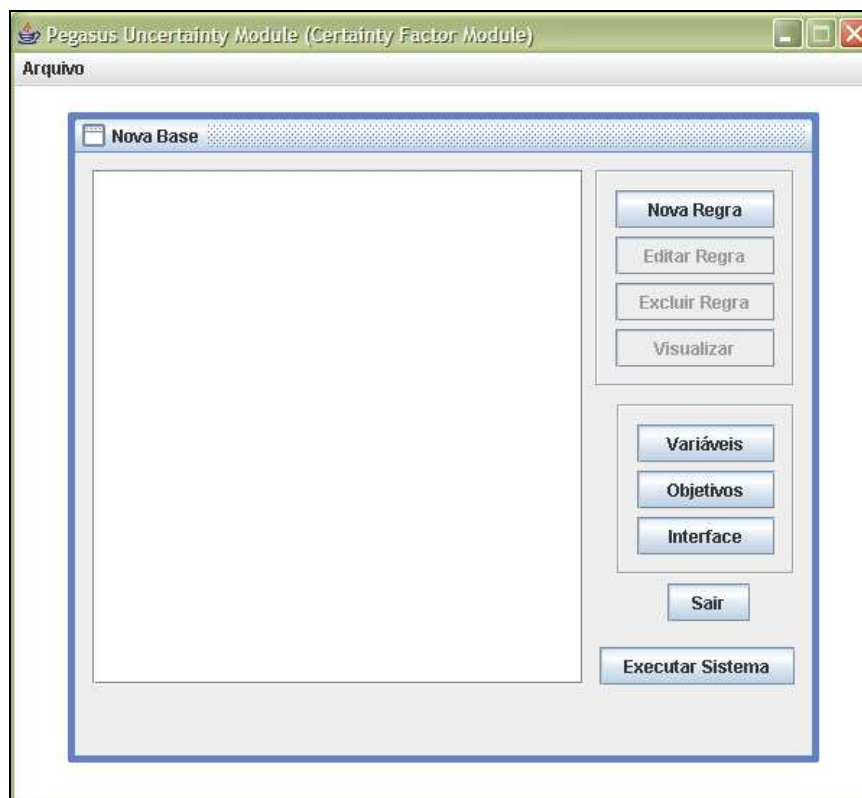 Pegasus Uncertainty Module (Certainty Factor Module)
Arquivo
Nova Base
Nova Regra
Editar Regra
Excluir Regra
Visualizar
Variáveis
Objetivos
Interface
Sair
Executar Sistema